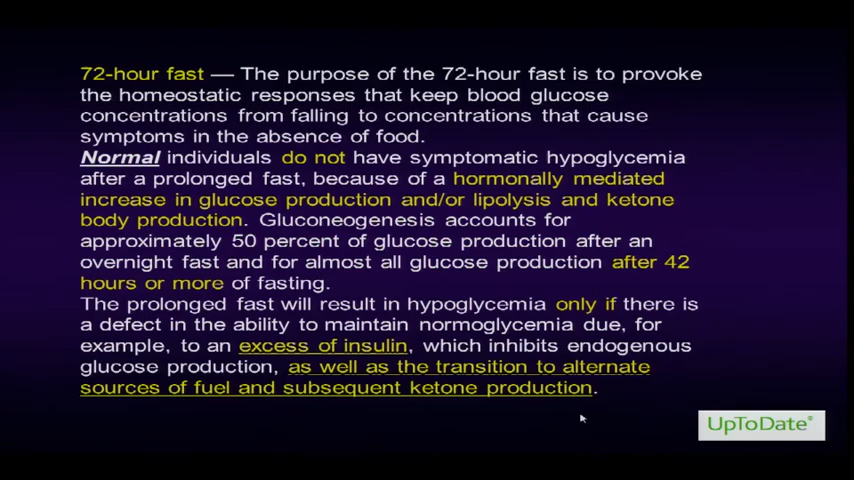 72-hour fast — The purpose of the 72-hour fast is to provoke
the homeostatic responses that keep blood glucose
concentrations from falling to concentrations that cause
symptoms in the absence of food.
Normal individuals do not have symptomatic hypoglycemia
after a prolonged fast, because of a hormonally mediated
increase in glucose production and/or lipolysis and ketone
body production. Gluconeogenesis accounts for
approximately 50 percent of glucose production after an
overnight fast and for almost all glucose production after 42
hours or more of fasting.
The prolonged fast will result in hypoglycemia only if there is
a defect in the ability to maintain normoglycemia due, for
example, to an excess of insulin, which inhibits endogenous
glucose production, as well as the transition to alternate
sources of fuel and subsequent ketone production.
UpToDate®